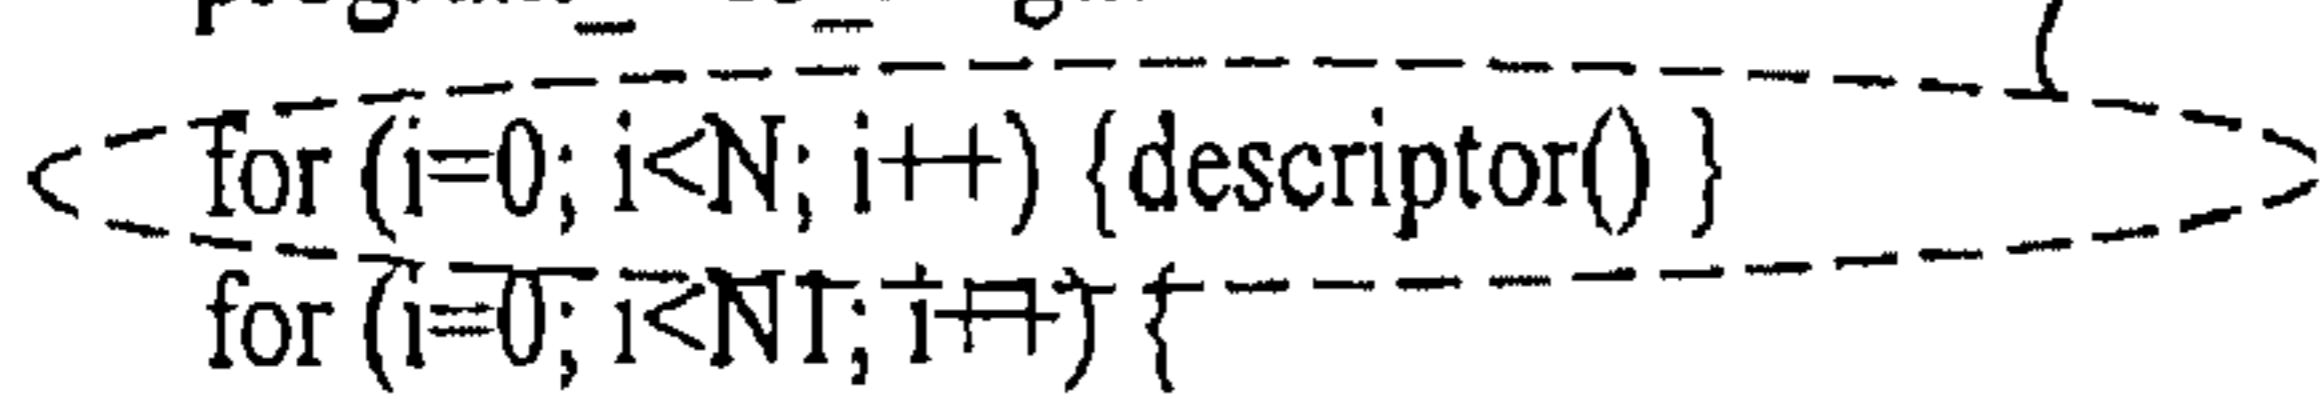 for (i=0; i<N; i++) {descriptor() }
for (i=0; i<N1; i++) {